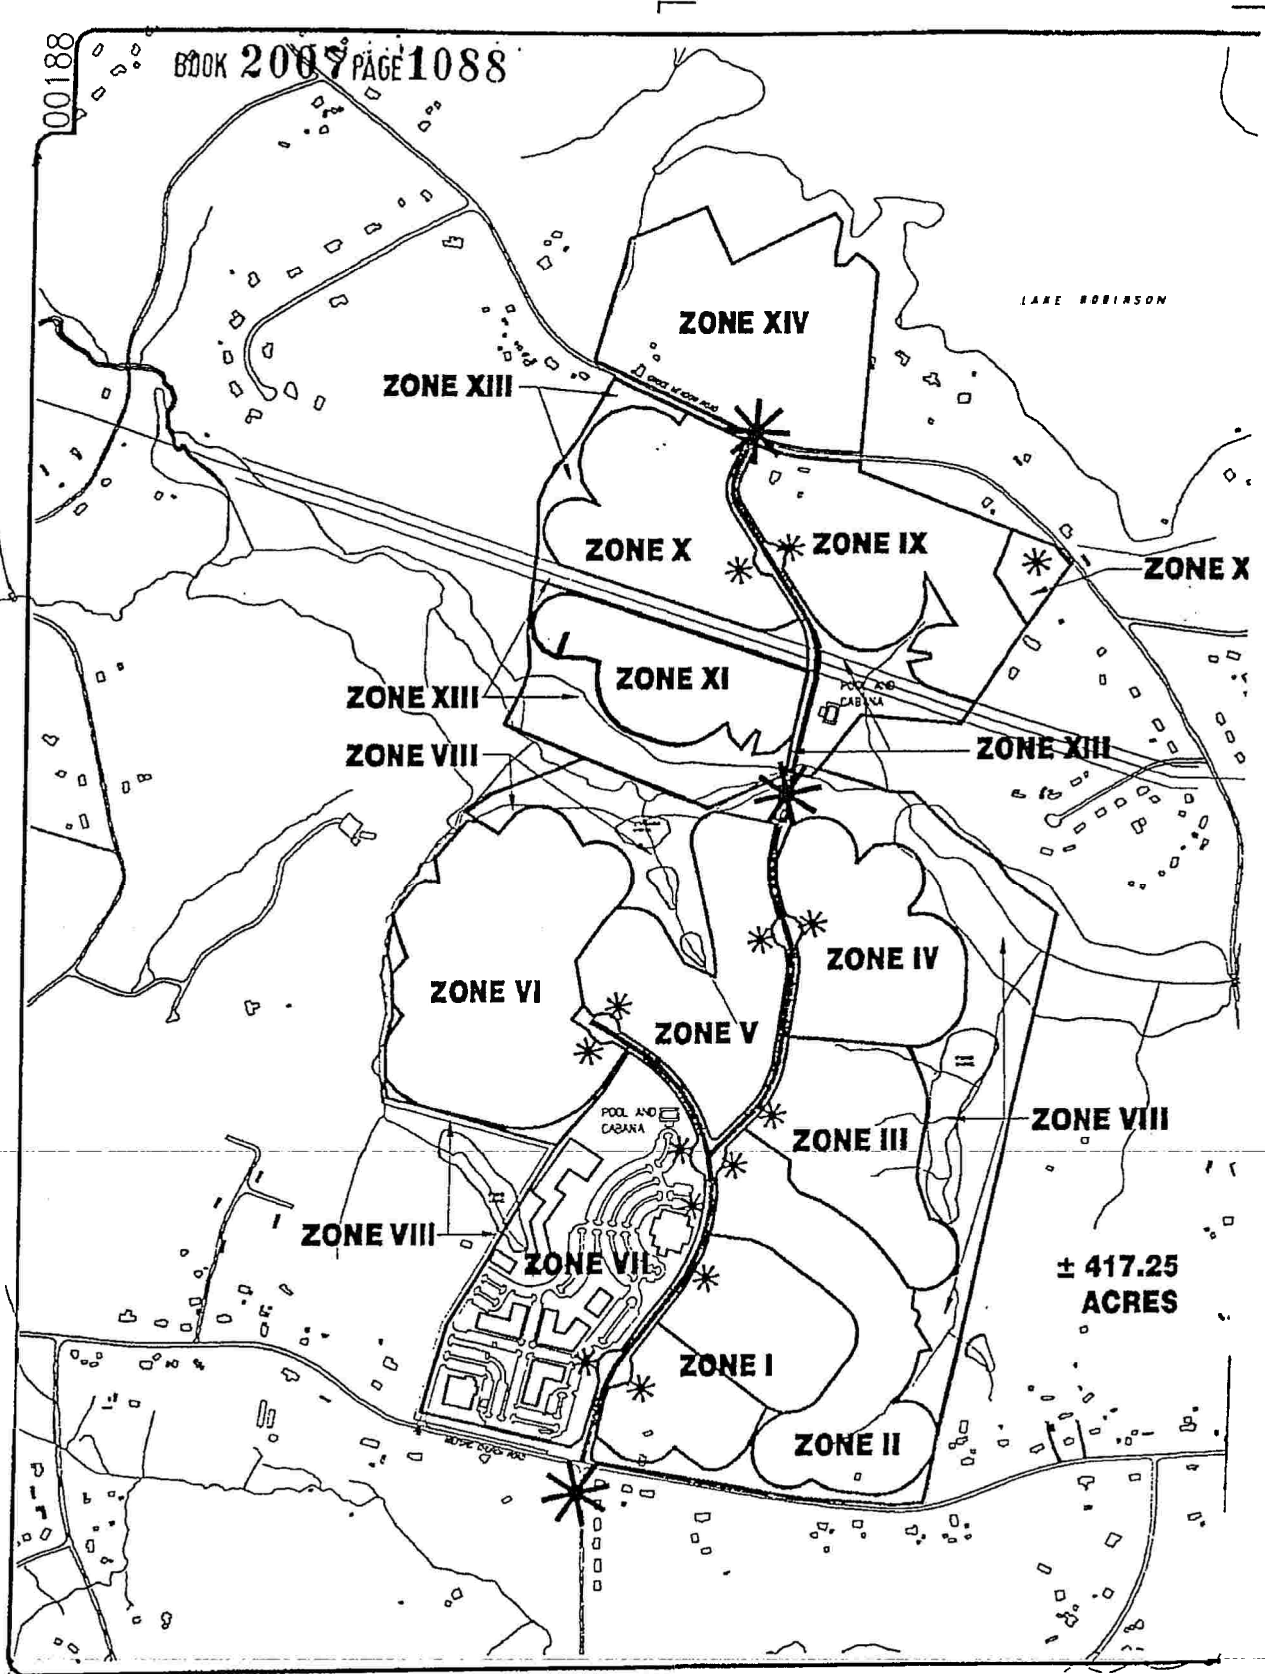 00188
BOOK 2007 PAGE 1088
LAKE ROBINSON
ZONE XIV
ZONE XIII
ZONE X
ZONE IX
ZONE X
ZONE XI
POOL AND
CABANA
ZONE XIII
ZONE XIII
ZONE VIII
ZONE IV
ZONE VI
ZONE V
POOL AND
CABANA
ZONE III
ZONE VIII
ZONE VIII
ZONE VII
± 417.25
ACRES
ZONE I
ZONE II